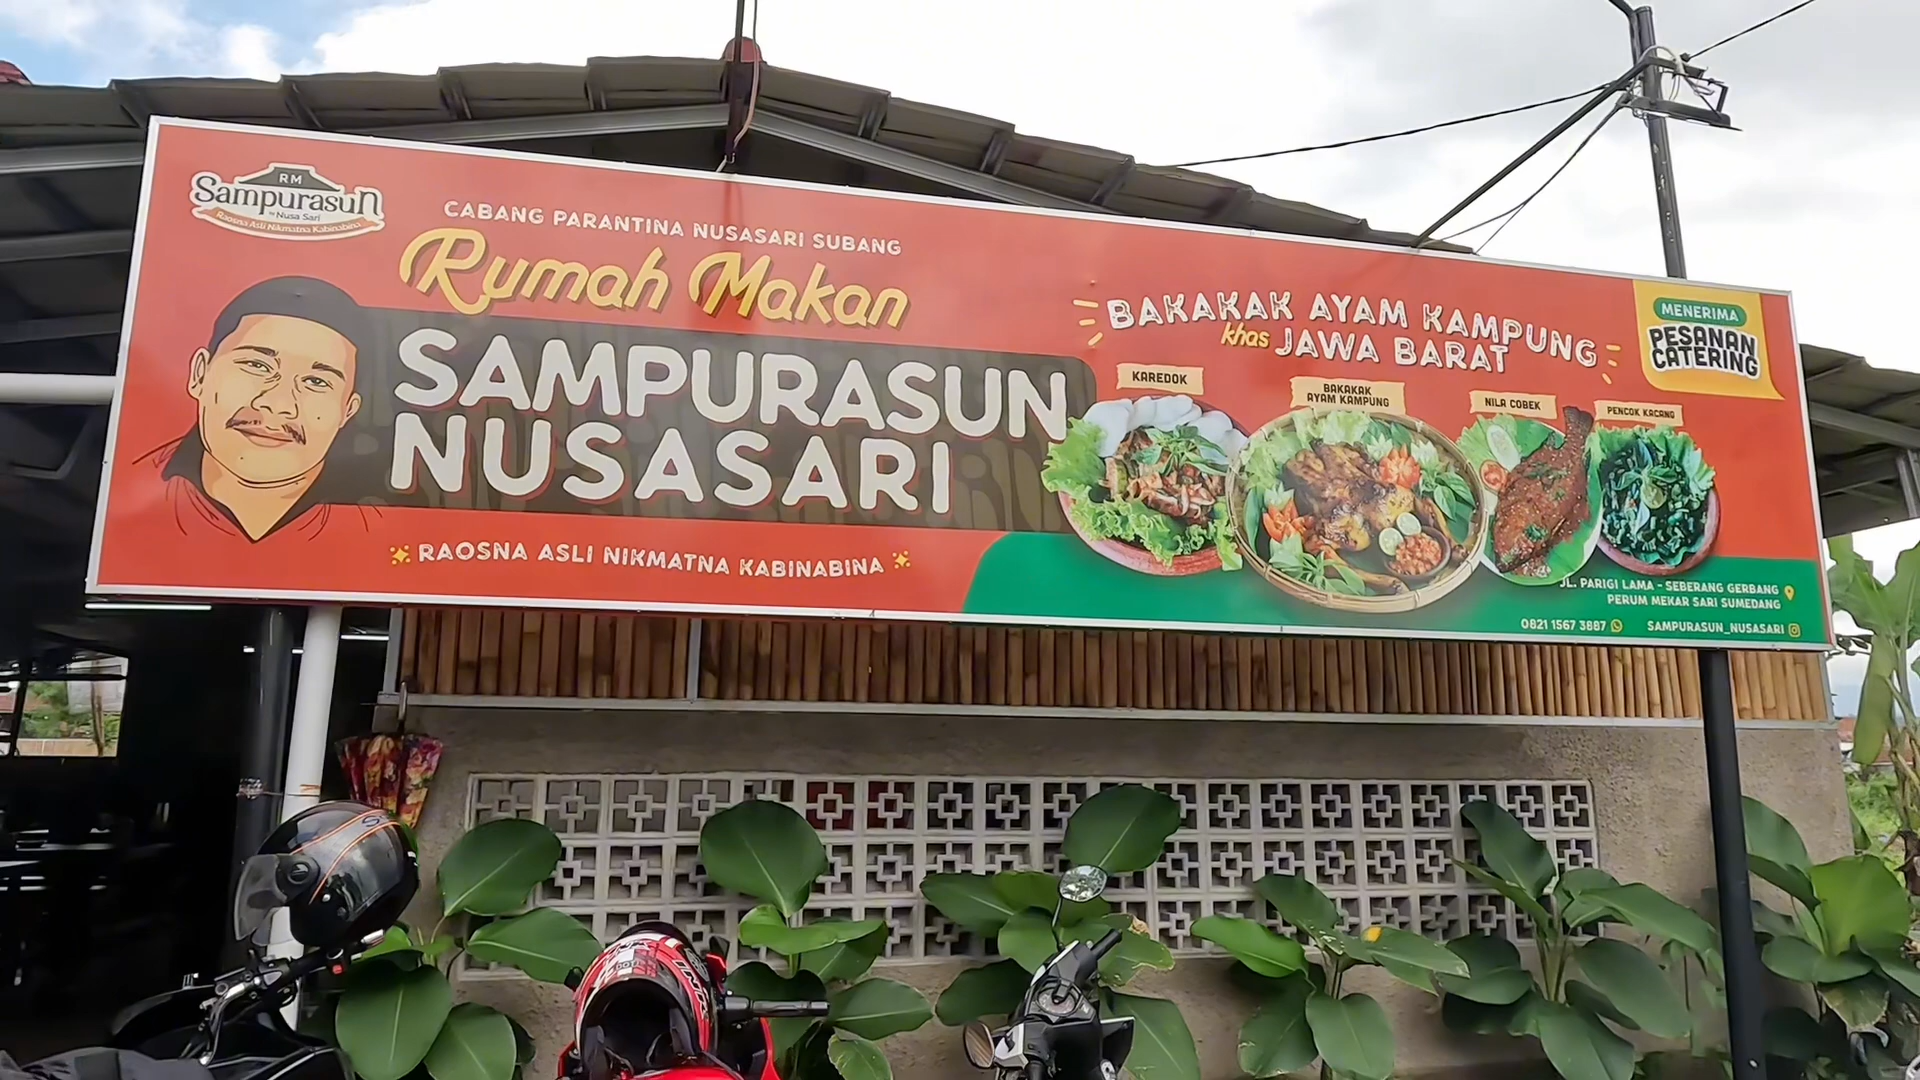 RM
Sampurasun
by Nusa Sari
Raosna Asli Nikmatna Kabinabina
CABANG PARANTINA NUSASARI SUBANG
Rumah Makan
SAMPURASUN
NUSASARI
RAOSNA ASLI NIKMATNA KABINABINA
BAKAKAK AYAM KAMPUNG
khas JAWA BARAT
MENERIMA
PESANAN
CATERING
KAREDOK
BAKAKAK
AYAM KAMPUNG
NILA COBEK
PENCOK KACANG
JL. PARIGI LAMA - SEBERANG GERBANG
PERUM MEKAR SARI SUMEDANG
0821 1567 3887
SAMPURASUN_NUSASARI
INK